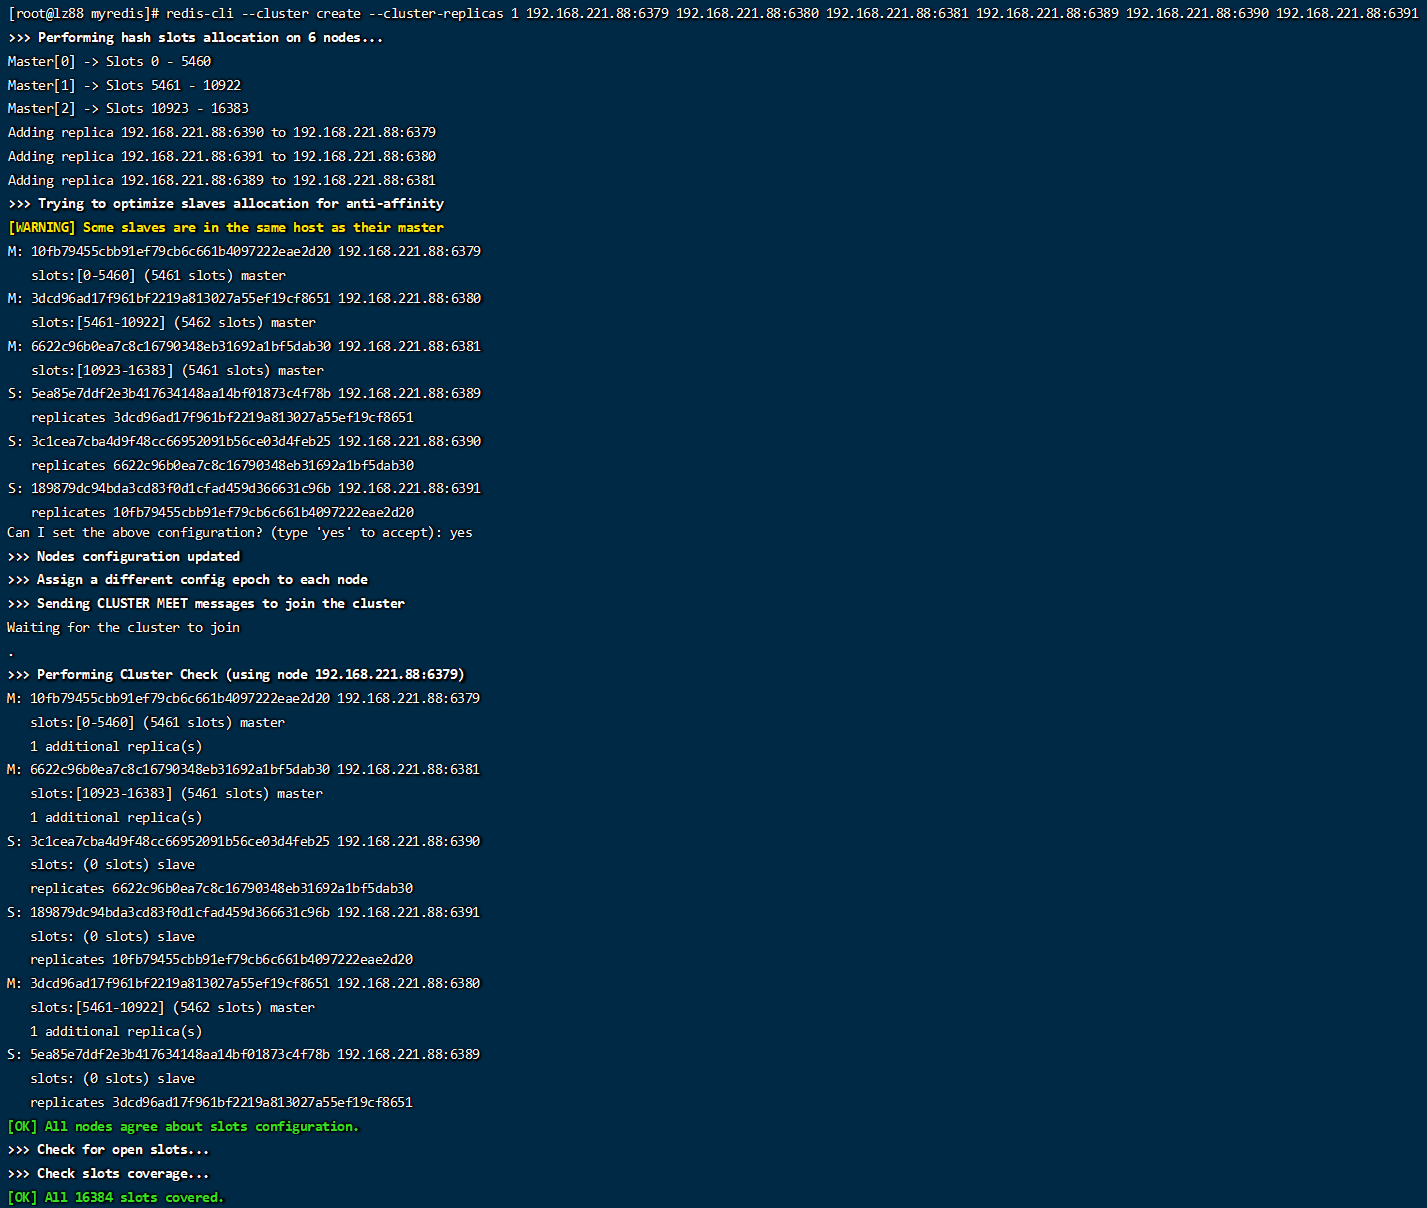 [root@lz88 myredis]# redis-cli --cluster create --cluster-replicas 1 192.168.221.88:6379 192.168.221.88:6380 192.168.221.88:6381 192.168.221.88:6389 192.168.221.88:6390 192.168.221.88:6391
>>> Performing hash slots allocation on 6 nodes...
Master[0] -> Slots 0 - 5460
Master[1] -> Slots 5461 - 10922
Master[2] -> Slots 10923 - 16383
Adding replica 192.168.221.88:6390 to 192.168.221.88:6379
Adding replica 192.168.221.88:6391 to 192.168.221.88:6380
Adding replica 192.168.221.88:6389 to 192.168.221.88:6381
>>> Trying to optimize slaves allocation for anti-affinity
[WARNING] Some slaves are in the same host as their master
M: 10fb79455cbb91ef79cb6c661b4097222eae2d20 192.168.221.88:6379
   slots:[0-5460] (5461 slots) master
M: 3dcd96ad17f961bf2219a813027a55ef19cf8651 192.168.221.88:6380
   slots:[5461-10922] (5462 slots) master
M: 6622c96b0ea7c8c16790348eb31692a1bf5dab30 192.168.221.88:6381
   slots:[10923-16383] (5461 slots) master
S: 5ea85e7ddf2e3b417634148aa14bf01873c4f78b 192.168.221.88:6389
   replicates 3dcd96ad17f961bf2219a813027a55ef19cf8651
S: 3c1cea7cba4d9f48cc66952091b56ce03d4feb25 192.168.221.88:6390
   replicates 6622c96b0ea7c8c16790348eb31692a1bf5dab30
S: 189879dc94bda3cd83f0d1cfad459d366631c96b 192.168.221.88:6391
   replicates 10fb79455cbb91ef79cb6c661b4097222eae2d20
Can I set the above configuration? (type 'yes' to accept): yes
>>> Nodes configuration updated
>>> Assign a different config epoch to each node
>>> Sending CLUSTER MEET messages to join the cluster
Waiting for the cluster to join
.
>>> Performing Cluster Check (using node 192.168.221.88:6379)
M: 10fb79455cbb91ef79cb6c661b4097222eae2d20 192.168.221.88:6379
   slots:[0-5460] (5461 slots) master
   1 additional replica(s)
M: 6622c96b0ea7c8c16790348eb31692a1bf5dab30 192.168.221.88:6381
   slots:[10923-16383] (5461 slots) master
   1 additional replica(s)
S: 3c1cea7cba4d9f48cc66952091b56ce03d4feb25 192.168.221.88:6390
   slots: (0 slots) slave
   replicates 6622c96b0ea7c8c16790348eb31692a1bf5dab30
S: 189879dc94bda3cd83f0d1cfad459d366631c96b 192.168.221.88:6391
   slots: (0 slots) slave
   replicates 10fb79455cbb91ef79cb6c661b4097222eae2d20
M: 3dcd96ad17f961bf2219a813027a55ef19cf8651 192.168.221.88:6380
   slots:[5461-10922] (5462 slots) master
   1 additional replica(s)
S: 5ea85e7ddf2e3b417634148aa14bf01873c4f78b 192.168.221.88:6389
   slots: (0 slots) slave
   replicates 3dcd96ad17f961bf2219a813027a55ef19cf8651
[OK] All nodes agree about slots configuration.
>>> Check for open slots...
>>> Check slots coverage...
[OK] All 16384 slots covered.